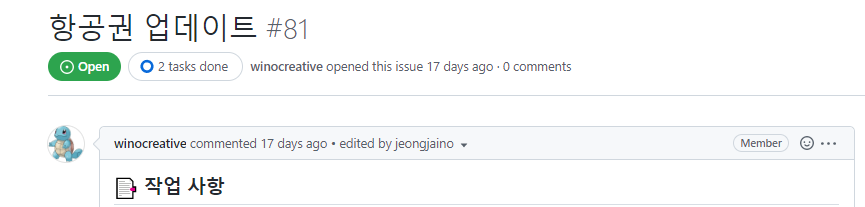 항공권 업데이트 #81
Open 2 tasks done winocreative opened this issue 17 days ago · 0 comments
winocreative commented 17 days ago • edited by jeongjaino Member
작업 사항